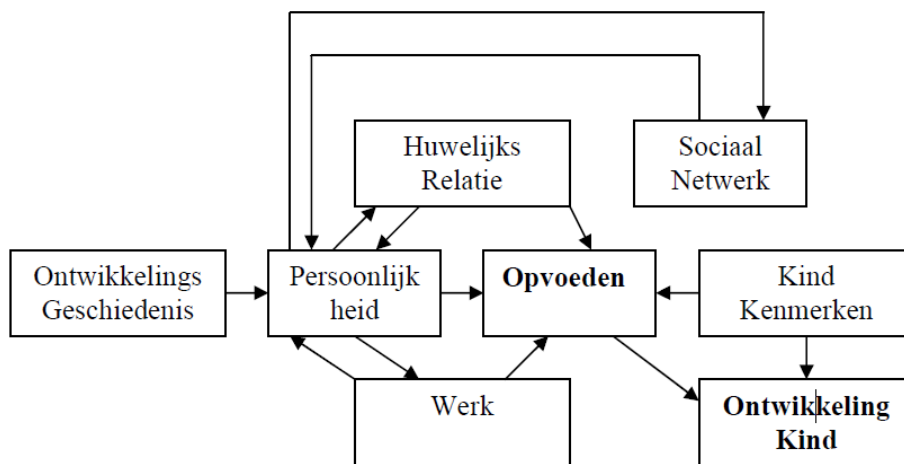 Huwelijks
Relatie
Sociaal
Netwerk
Ontwikkelings
Geschiedenis
Persoonlijk
heid
Opvoeden
Kind
Kenmerken
Werk
Ontwikkeling
Kind